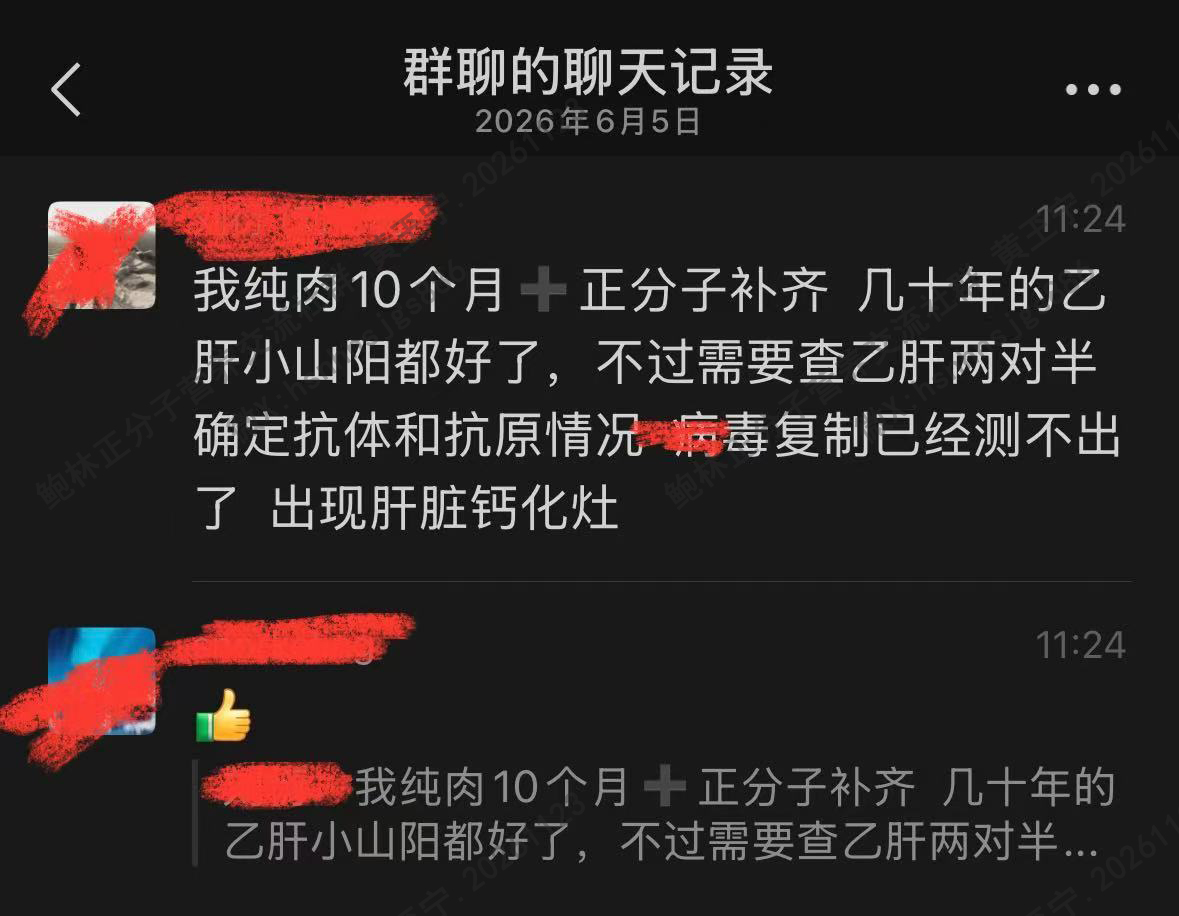 群聊的聊天记录
2026年6月5日
11:24
我纯肉10个月➕正分子补齐 几十年的乙
肝小山阳都好了，不过需要查乙肝两对半
确定抗体和抗原情况 病毒复制已经测不出
了 出现肝脏钙化灶
11:24
👍
我纯肉10个月➕正分子补齐 几十年的
乙肝小山阳都好了，不过需要查乙肝两对半...